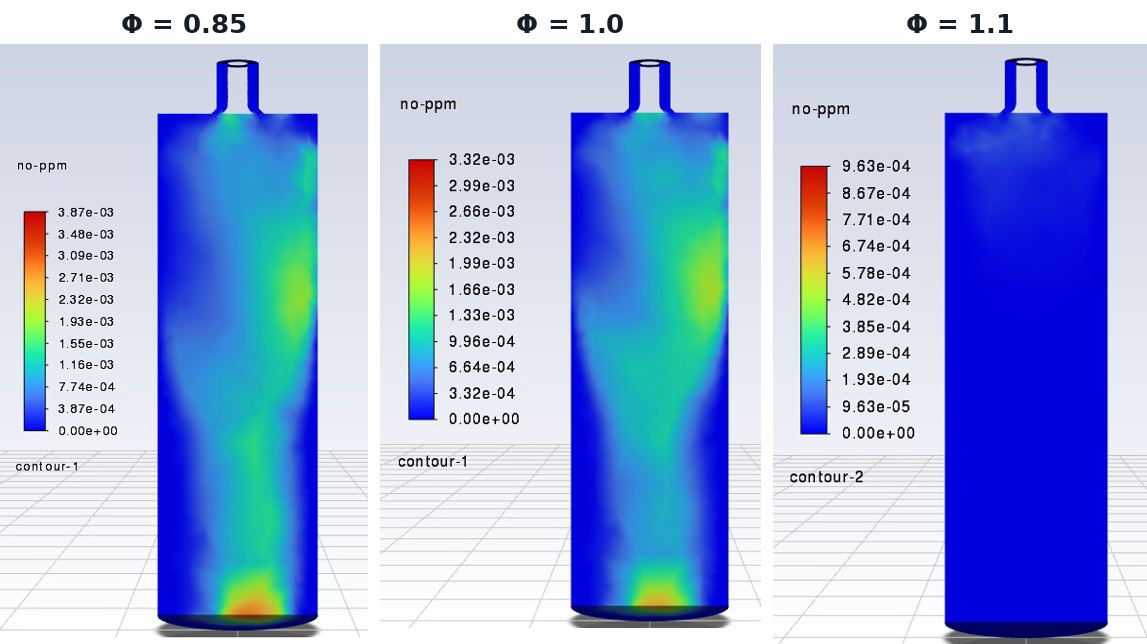 Φ = 0.85
no-ppm
3.87e-03
3.48e-03
3.09e-03
2.71e-03
2.32e-03
1.93e-03
1.55e-03
1.16e-03
7.74e-04
3.87e-04
0.00e+00
contour-1
Φ = 1.0
no-ppm
3.32e-03
2.99e-03
2.66e-03
2.32e-03
1.99e-03
1.66e-03
1.33e-03
9.96e-04
6.64e-04
3.32e-04
0.00e+00
contour-1
Φ = 1.1
no-ppm
9.63e-04
8.67e-04
7.71e-04
6.74e-04
5.78e-04
4.82e-04
3.85e-04
2.89e-04
1.93e-04
9.63e-05
0.00e+00
contour-2